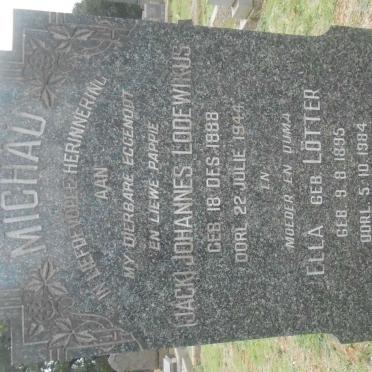 MICHAU
IN LIEFDEVOLLE HERINNERING
AAN
MY DIERBARE EGGENOOT
EN LIEWE PAPPIE
(JACK) JOHANNES LODEWIKUS
GEB 18 DES 1888
OORL 22 JULIE 1944
EN
MOEDER EN OUMA
ELLA GEB LÖTTER
GEB 9.8.1895
OORL 5.10.1984